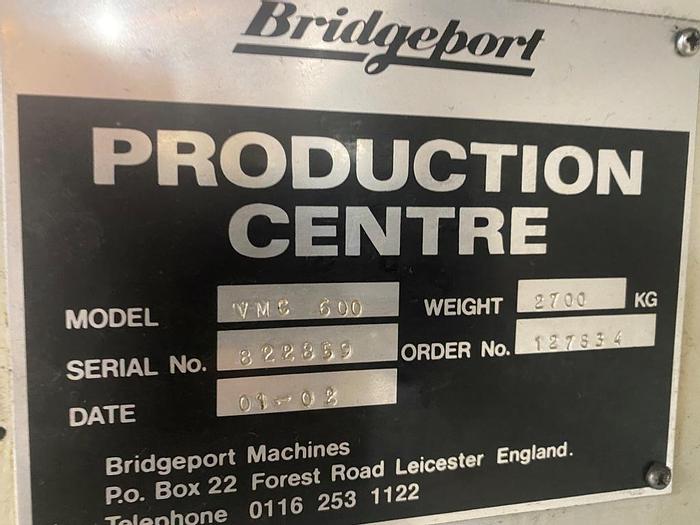 Bridgeport
PRODUCTION
CENTRE
MODEL VMC 600 WEIGHT 2700 KG
SERIAL No. 822859 ORDER No. 127634
DATE 01-02
Bridgeport Machines
P.o. Box 22 Forest Road Leicester England.
Telephone 0116 253 1122